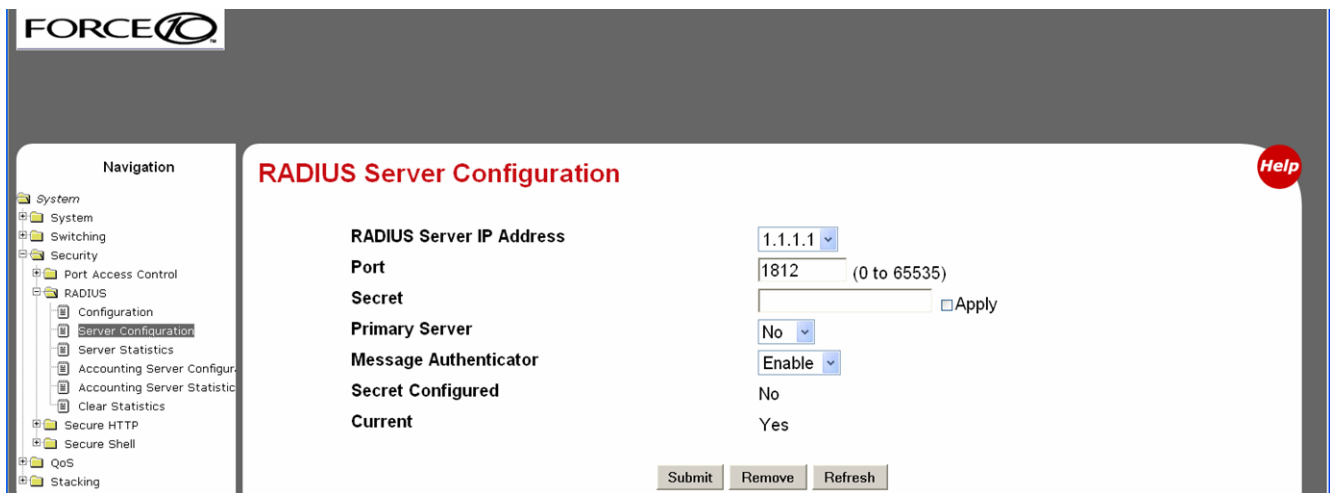 FORCE10
Navigation
System
System
Switching
Security
Port Access Control
RADIUS
Configuration
Server Configuration
Server Statistics
Accounting Server Configura
Accounting Server Statistic
Clear Statistics
Secure HTTP
Secure Shell
QoS
Stacking
RADIUS Server Configuration
Help
RADIUS Server IP Address 1.1.1.1
Port 1812 (0 to 65535)
Secret Apply
Primary Server No
Message Authenticator Enable
Secret Configured No
Current Yes
Submit Remove Refresh